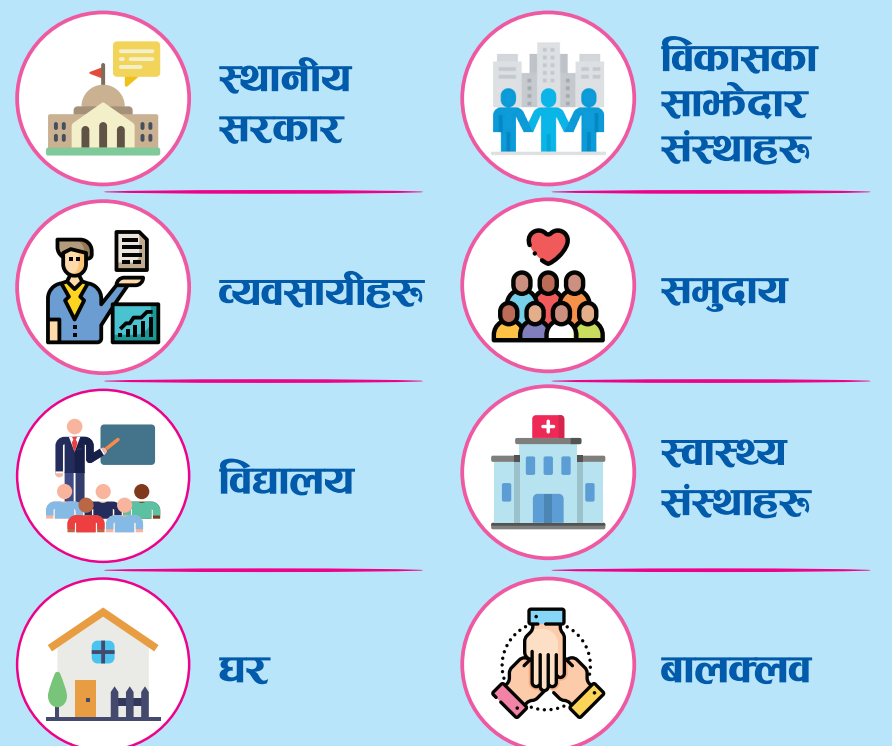 स्थानीय
सरकार
विकासका
साझेदार
संस्थाहरू
व्यवसायीहरू
समुदाय
विद्यालय
स्वास्थ्य
संस्थाहरू
घर
बालक्लव